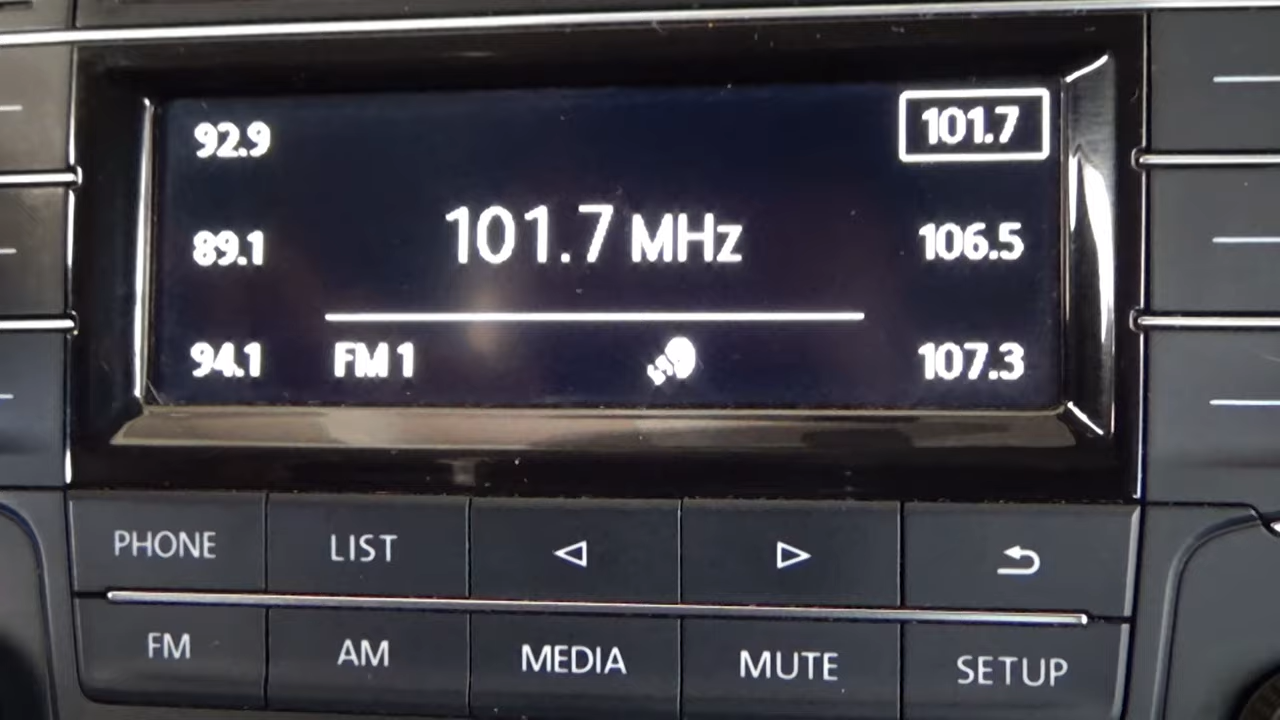 92.9 101.7
101.7 MHz
89.1 106.5
94.1 FM 1 107.3
PHONE LIST
FM AM MEDIA MUTE SETUP